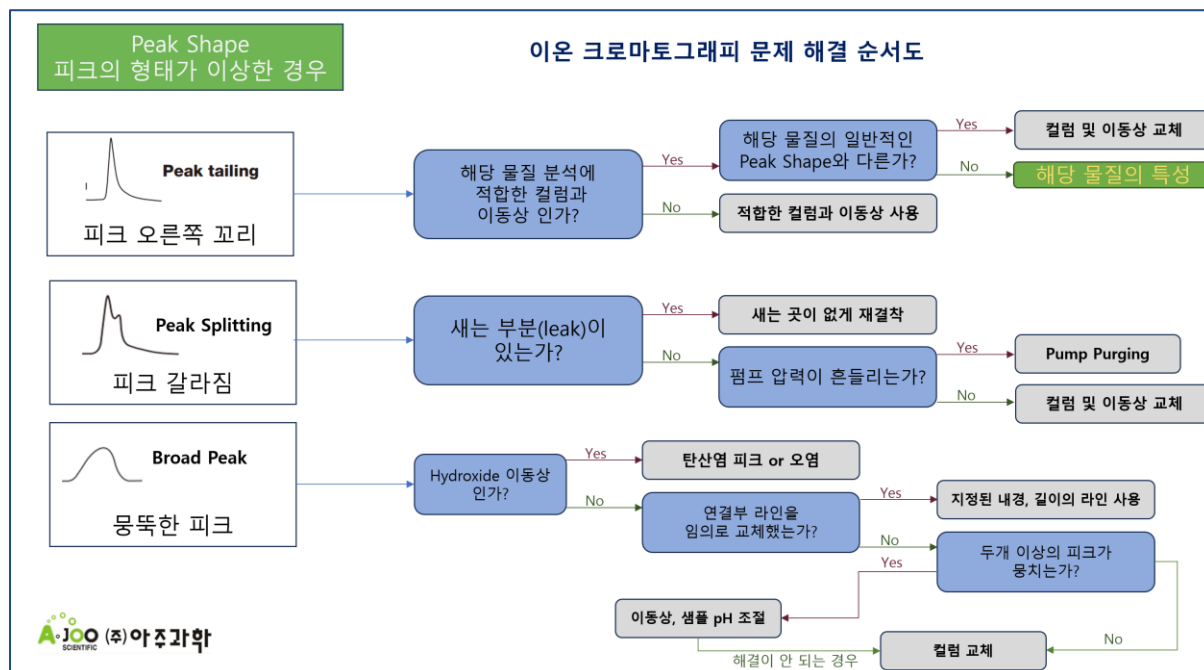 Peak Shape
피크의 형태가 이상한 경우
이온 크로마토그래피 문제 해결 순서도
Peak tailing
피크 오른쪽 꼬리
해당 물질 분석에
적합한 컬럼과
이동상 인가?
Yes
해당 물질의 일반적인
Peak Shape와 다른가?
Yes
컬럼 및 이동상 교체
No
해당 물질의 특성
No
적합한 컬럼과 이동상 사용
Peak Splitting
피크 갈라짐
새는 부분(leak)이
있는가?
Yes
새는 곳이 없게 재결착
No
펌프 압력이 흔들리는가?
Yes
Pump Purging
No
컬럼 및 이동상 교체
Broad Peak
뭉뚝한 피크
Hydroxide 이동상
인가?
Yes
탄산염 피크 or 오염
No
연결부 라인을
임의로 교체했는가?
Yes
지정된 내경, 길이의 라인 사용
No
두개 이상의 피크가
뭉치는가?
Yes
이동상, 샘플 pH 조절
해결이 안 되는 경우
No
컬럼 교체
A·JOO (주)아주과학
SCIENTIFIC